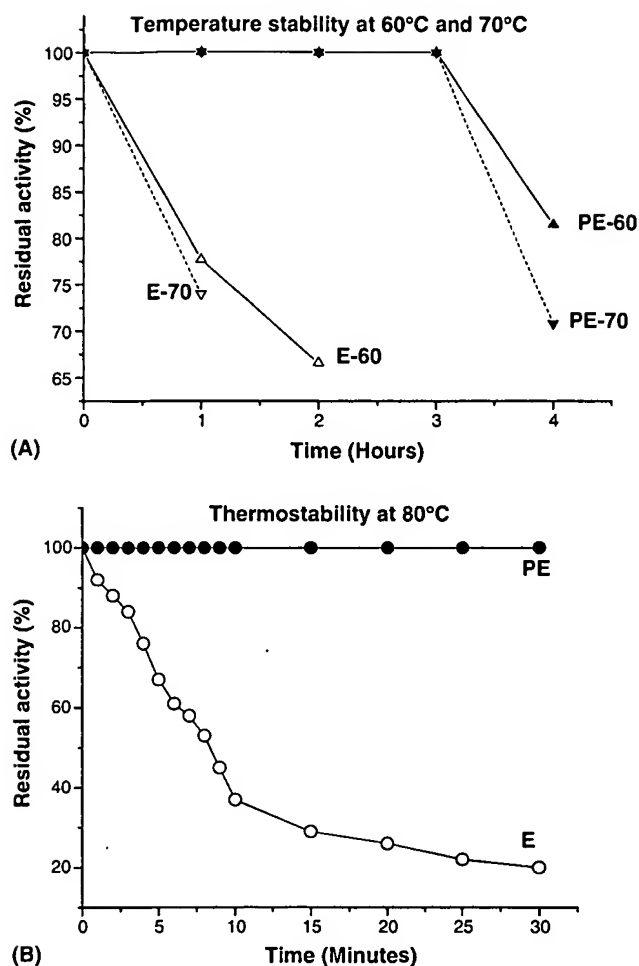 Temperature stability at 60°C and 70°C
100
95
90
85
80
75
70
65
Residual activity (%)
E-70
E-60
PE-60
PE-70
0 1 2 3 4
Time (Hours)
(A)
Thermostability at 80°C
100
80
60
40
20
Residual activity (%)
PE
E
0 5 10 15 20 25 30
Time (Minutes)
(B)